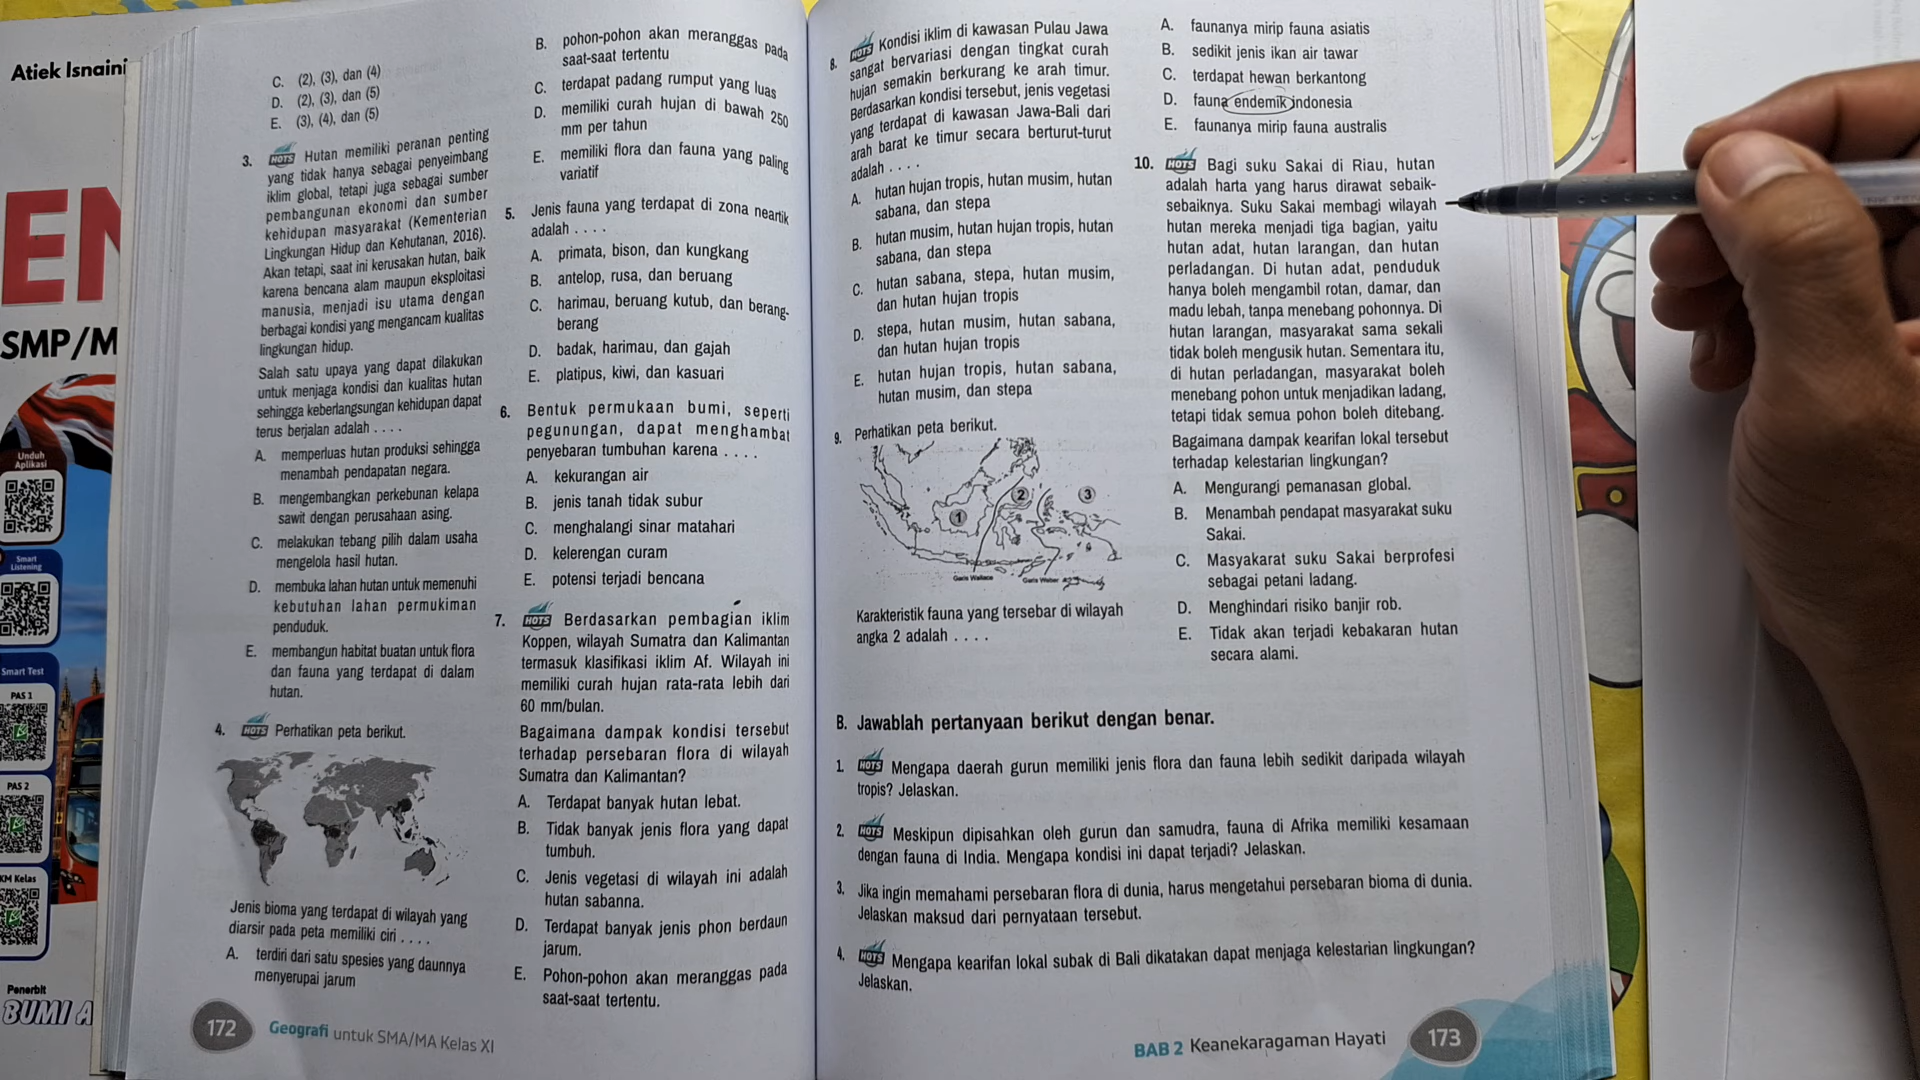 Atiek Isnaini
EN
SMP/M
Unduh
Aplikasi
Smart
Listening
Smart Test
PAS 1
PAS 2
KM Kelas
Penerbit
BUMI A
C. (2), (3), dan (4)
D. (2), (3), dan (5)
E. (3), (4), dan (5)
3. HOTS Hutan memiliki peranan penting
yang tidak hanya sebagai penyeimbang
iklim global, tetapi juga sebagai sumber
pembangunan ekonomi dan sumber
kehidupan masyarakat (Kementerian
Lingkungan Hidup dan Kehutanan, 2016).
Akan tetapi, saat ini kerusakan hutan, baik
karena bencana alam maupun eksploitasi
manusia, menjadi isu utama dengan
berbagai kondisi yang mengancam kualitas
lingkungan hidup.
Salah satu upaya yang dapat dilakukan
untuk menjaga kondisi dan kualitas hutan
sehingga keberlangsungan kehidupan dapat
terus berjalan adalah . . . .
A. memperluas hutan produksi sehingga
menambah pendapatan negara.
B. mengembangkan perkebunan kelapa
sawit dengan perusahaan asing.
C. melakukan tebang pilih dalam usaha
mengelola hasil hutan.
D. membuka lahan hutan untuk memenuhi
kebutuhan lahan permukiman
penduduk.
E. membangun habitat buatan untuk flora
dan fauna yang terdapat di dalam
hutan.
4. HOTS Perhatikan peta berikut.
Jenis bioma yang terdapat di wilayah yang
diarsir pada peta memiliki ciri . . . .
A. terdiri dari satu spesies yang daunnya
menyerupai jarum
B. pohon-pohon akan meranggas pada
saat-saat tertentu
C. terdapat padang rumput yang luas
D. memiliki curah hujan di bawah 250
mm per tahun
E. memiliki flora dan fauna yang paling
variatif
5. Jenis fauna yang terdapat di zona neartik
adalah . . . .
A. primata, bison, dan kungkang
B. antelop, rusa, dan beruang
C. harimau, beruang kutub, dan berang-
berang
D. badak, harimau, dan gajah
E. platipus, kiwi, dan kasuari
6. Bentuk permukaan bumi, seperti
pegunungan, dapat menghambat
penyebaran tumbuhan karena . . . .
A. kekurangan air
B. jenis tanah tidak subur
C. menghalangi sinar matahari
D. kelerengan curam
E. potensi terjadi bencana
7. HOTS Berdasarkan pembagian iklim
Koppen, wilayah Sumatra dan Kalimantan
termasuk klasifikasi iklim Af. Wilayah ini
memiliki curah hujan rata-rata lebih dari
60 mm/bulan.
Bagaimana dampak kondisi tersebut
terhadap persebaran flora di wilayah
Sumatra dan Kalimantan?
A. Terdapat banyak hutan lebat.
B. Tidak banyak jenis flora yang dapat
tumbuh.
C. Jenis vegetasi di wilayah ini adalah
hutan sabanna.
D. Terdapat banyak jenis phon berdaun
jarum.
E. Pohon-pohon akan meranggas pada
saat-saat tertentu.
172 Geografi untuk SMA/MA Kelas XI
8. HOTS Kondisi iklim di kawasan Pulau Jawa
sangat bervariasi dengan tingkat curah
hujan semakin berkurang ke arah timur.
Berdasarkan kondisi tersebut, jenis vegetasi
yang terdapat di kawasan Jawa-Bali dari
arah barat ke timur secara berturut-turut
adalah . . . .
A. hutan hujan tropis, hutan musim, hutan
sabana, dan stepa
B. hutan musim, hutan hujan tropis, hutan
sabana, dan stepa
C. hutan sabana, stepa, hutan musim,
dan hutan hujan tropis
D. stepa, hutan musim, hutan sabana,
dan hutan hujan tropis
E. hutan hujan tropis, hutan sabana,
hutan musim, dan stepa
9. Perhatikan peta berikut.
1
2
3
Garis Wallace
Garis Weber
Karakteristik fauna yang tersebar di wilayah
angka 2 adalah . . . .
A. faunanya mirip fauna asiatis
B. sedikit jenis ikan air tawar
C. terdapat hewan berkantong
D. fauna endemik indonesia
E. faunanya mirip fauna australis
10. HOTS Bagi suku Sakai di Riau, hutan
adalah harta yang harus dirawat sebaik-
sebaiknya. Suku Sakai membagi wilayah
hutan mereka menjadi tiga bagian, yaitu
hutan adat, hutan larangan, dan hutan
perladangan. Di hutan adat, penduduk
hanya boleh mengambil rotan, damar, dan
madu lebah, tanpa menebang pohonnya. Di
hutan larangan, masyarakat sama sekali
tidak boleh mengusik hutan. Sementara itu,
di hutan perladangan, masyarakat boleh
menebang pohon untuk menjadikan ladang,
tetapi tidak semua pohon boleh ditebang.
Bagaimana dampak kearifan lokal tersebut
terhadap kelestarian lingkungan?
A. Mengurangi pemanasan global.
B. Menambah pendapat masyarakat suku
Sakai.
C. Masyakarat suku Sakai berprofesi
sebagai petani ladang.
D. Menghindari risiko banjir rob.
E. Tidak akan terjadi kebakaran hutan
secara alami.
B. Jawablah pertanyaan berikut dengan benar.
1. HOTS Mengapa daerah gurun memiliki jenis flora dan fauna lebih sedikit daripada wilayah
tropis? Jelaskan.
2. HOTS Meskipun dipisahkan oleh gurun dan samudra, fauna di Afrika memiliki kesamaan
dengan fauna di India. Mengapa kondisi ini dapat terjadi? Jelaskan.
3. Jika ingin memahami persebaran flora di dunia, harus mengetahui persebaran bioma di dunia.
Jelaskan maksud dari pernyataan tersebut.
4. HOTS Mengapa kearifan lokal subak di Bali dikatakan dapat menjaga kelestarian lingkungan?
Jelaskan.
BAB 2 Keanekaragaman Hayati 173